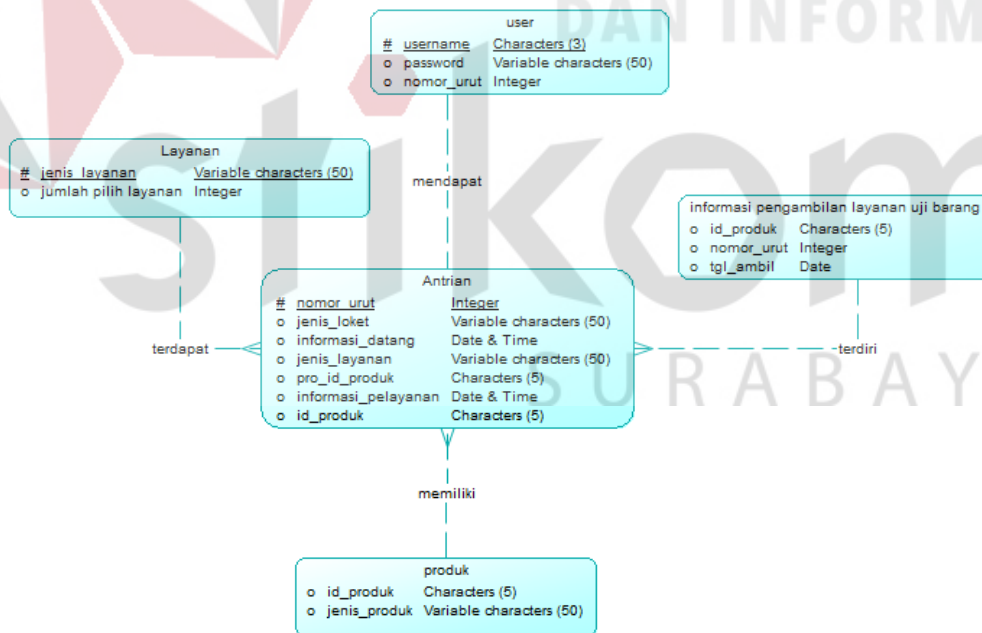 DAN INFORM
user
# username Characters (3)
o password Variable characters (50)
o nomor_urut Integer
stikom
Layanan
# jenis_layanan Variable characters (50)
o jumlah pilih layanan Integer
mendapat
informasi pengambilan layanan uji barang
o id_produk Characters (5)
o nomor_urut Integer
o tgl_ambil Date
Antrian
# nomor_urut Integer
o jenis_loket Variable characters (50)
o informasi_datang Date & Time
o jenis_layanan Variable characters (50)
o pro_id_produk Characters (5)
o informasi_pelayanan Date & Time
o id_produk Characters (5)
terdapat
terdiri
SURABAY
memiliki
produk
o id_produk Characters (5)
o jenis_produk Variable characters (50)